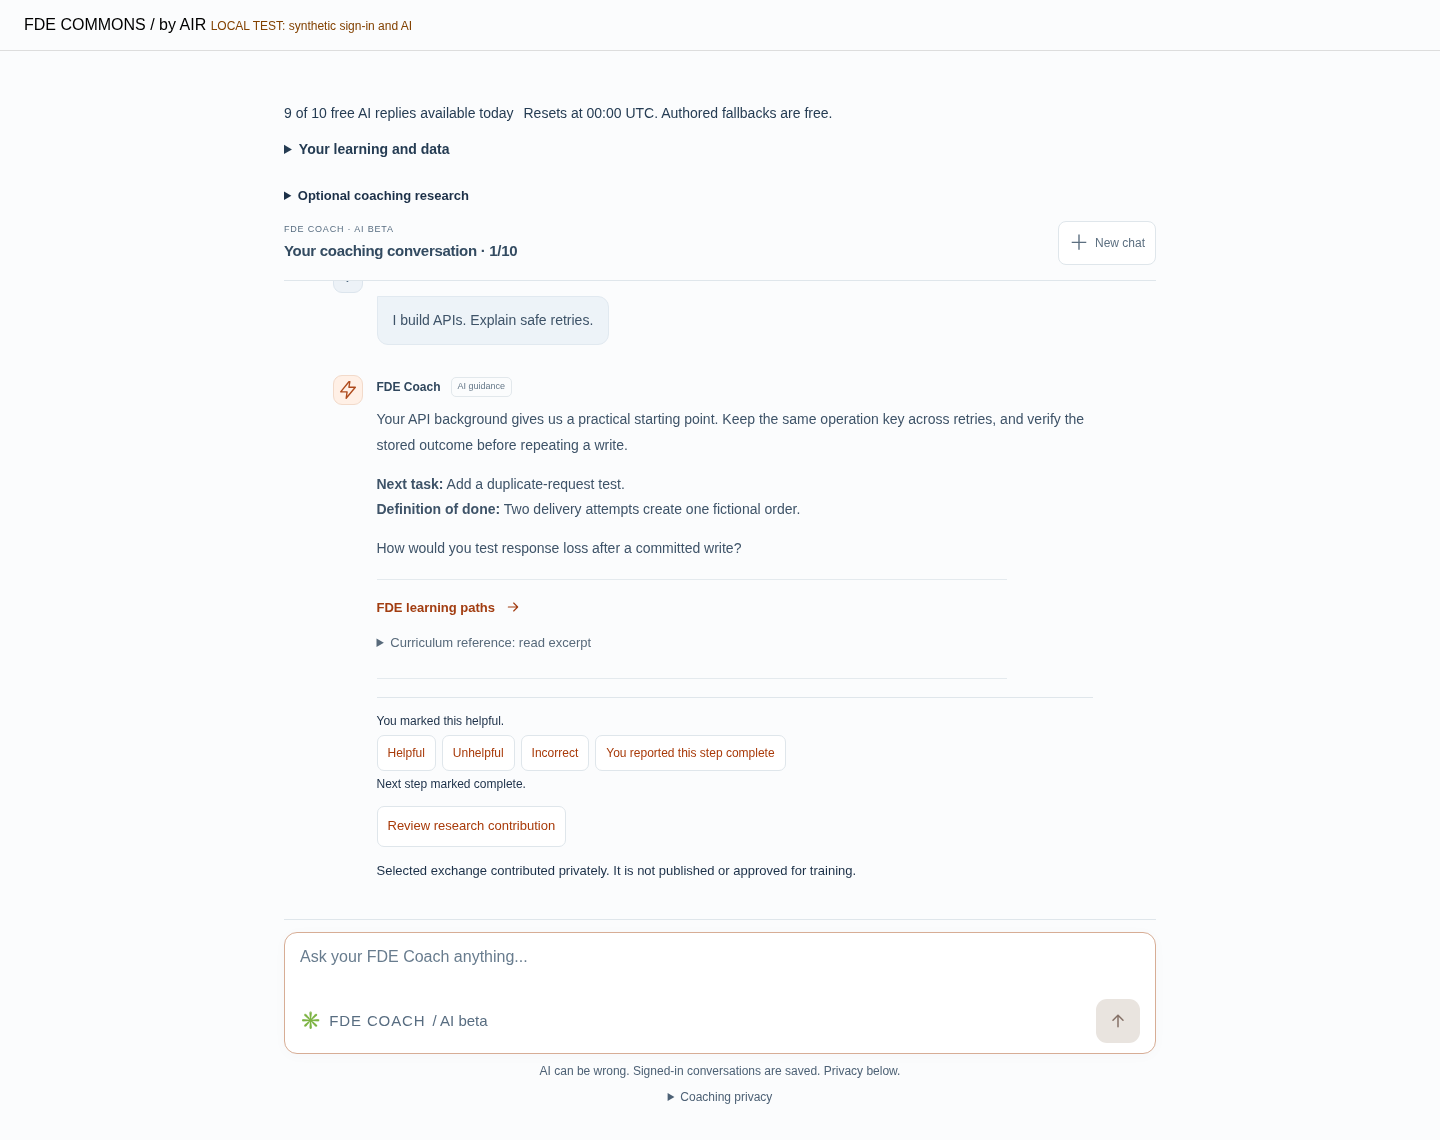 FDE COMMONS / by AIR LOCAL TEST: synthetic sign-in and AI
9 of 10 free AI replies available today Resets at 00:00 UTC. Authored fallbacks are free.
Your learning and data
Optional coaching research
FDE COACH · AI BETA
Your coaching conversation · 1/10
New chat
I build APIs. Explain safe retries.
FDE Coach AI guidance
Your API background gives us a practical starting point. Keep the same operation key across retries, and verify the
stored outcome before repeating a write.
Next task: Add a duplicate-request test.
Definition of done: Two delivery attempts create one fictional order.
How would you test response loss after a committed write?
FDE learning paths
Curriculum reference: read excerpt
You marked this helpful.
Helpful Unhelpful Incorrect You reported this step complete
Next step marked complete.
Review research contribution
Selected exchange contributed privately. It is not published or approved for training.
Ask your FDE Coach anything...
FDE COACH / AI beta
AI can be wrong. Signed-in conversations are saved. Privacy below.
Coaching privacy